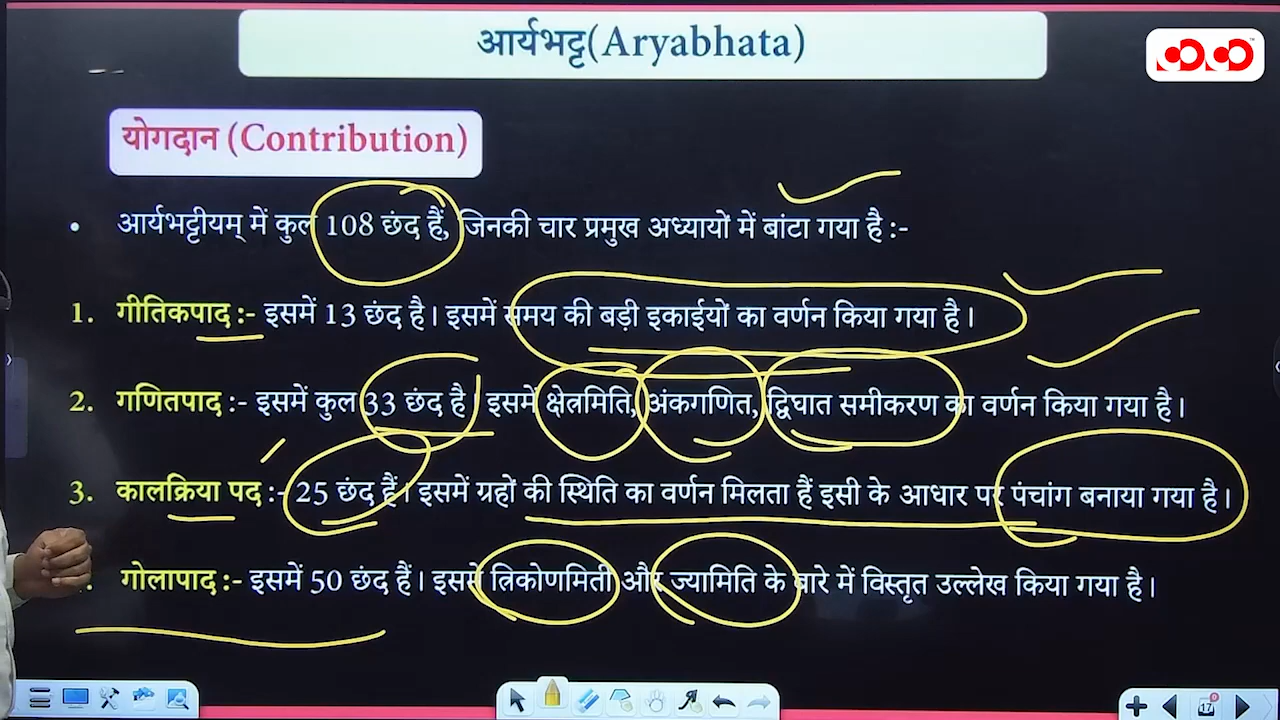 आर्यभट्ट(Aryabhata)
योगदान (Contribution)
• आर्यभट्टीयम् में कुल 108 छंद हैं, जिनकी चार प्रमुख अध्यायों में बांटा गया है :-
1. गीतिकपाद :- इसमें 13 छंद है। इसमें समय की बड़ी इकाईयों का वर्णन किया गया है।
2. गणितपाद :- इसमें कुल 33 छंद है। इसमें क्षेत्रमिति, अंकगणित, द्विघात समीकरण का वर्णन किया गया है।
3. कालक्रिया पद :- 25 छंद हैं। इसमें ग्रहों की स्थिति का वर्णन मिलता हैं इसी के आधार पर पंचांग बनाया गया है।
गोलापाद :- इसमें 50 छंद हैं। इसमें त्रिकोणमिती और ज्यामिति के बारे में विस्तृत उल्लेख किया गया है।
17